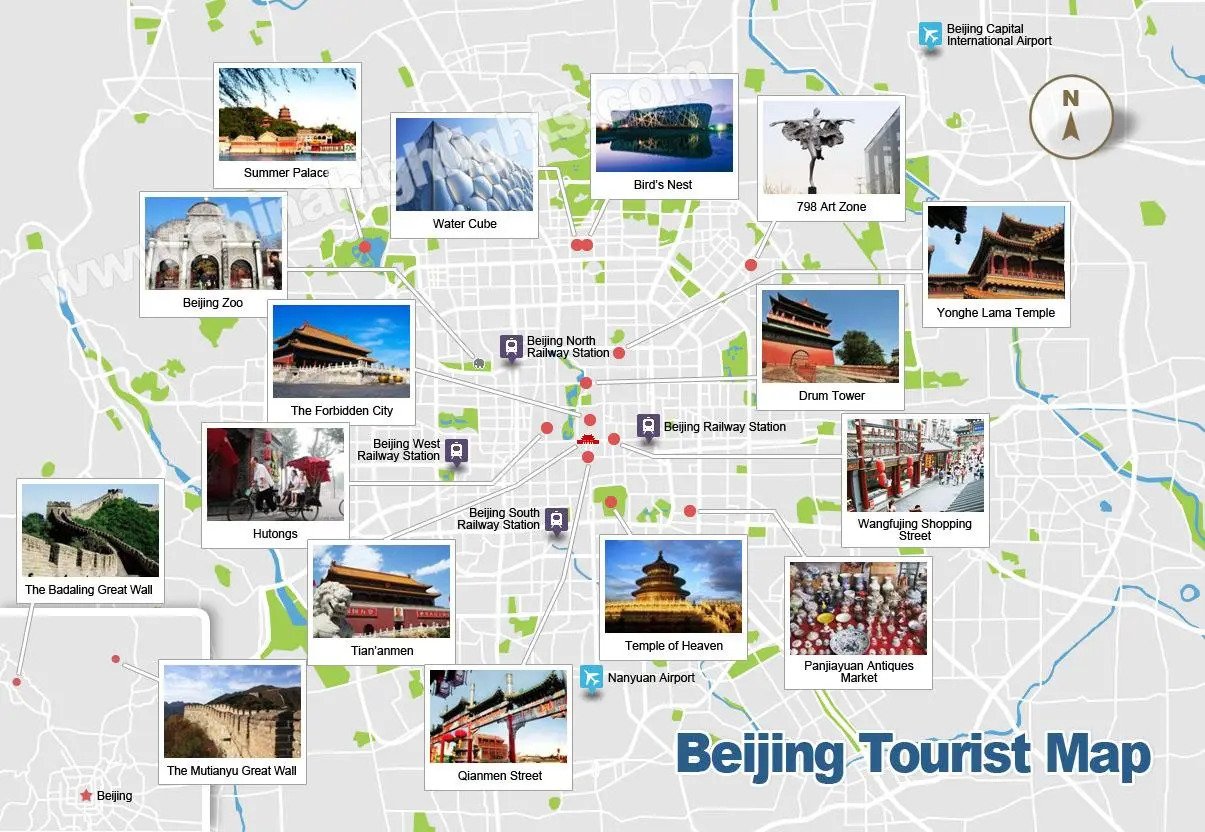 Beijing Capital
International Airport
N
www.chinahighlights.com
Summer Palace
Water Cube
Bird's Nest
798 Art Zone
Beijing Zoo
Yonghe Lama Temple
The Forbidden City
Beijing North
Railway Station
Drum Tower
Beijing West
Railway Station
Beijing Railway Station
Hutongs
Beijing South
Railway Station
Wangfujing Shopping
Street
The Badaling Great Wall
Tian'anmen
Temple of Heaven
Panjiayuan Antiques
Market
Nanyuan Airport
The Mutianyu Great Wall
Qianmen Street
Beijing
Beijing Tourist Map